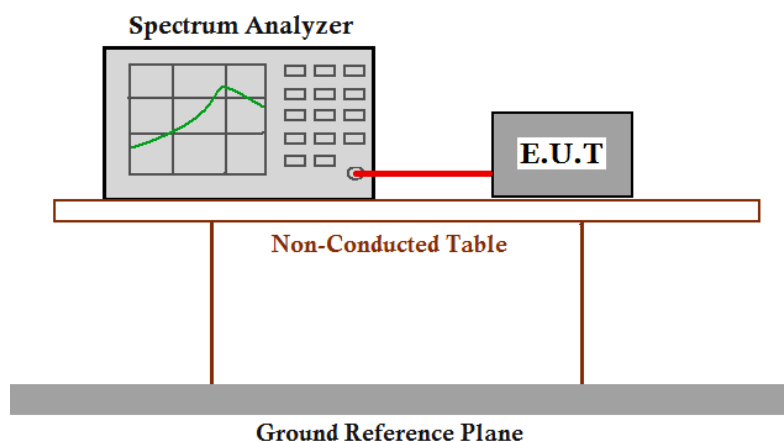 Spectrum Analyzer
E.U.T
Non-Conducted Table
Ground Reference Plane